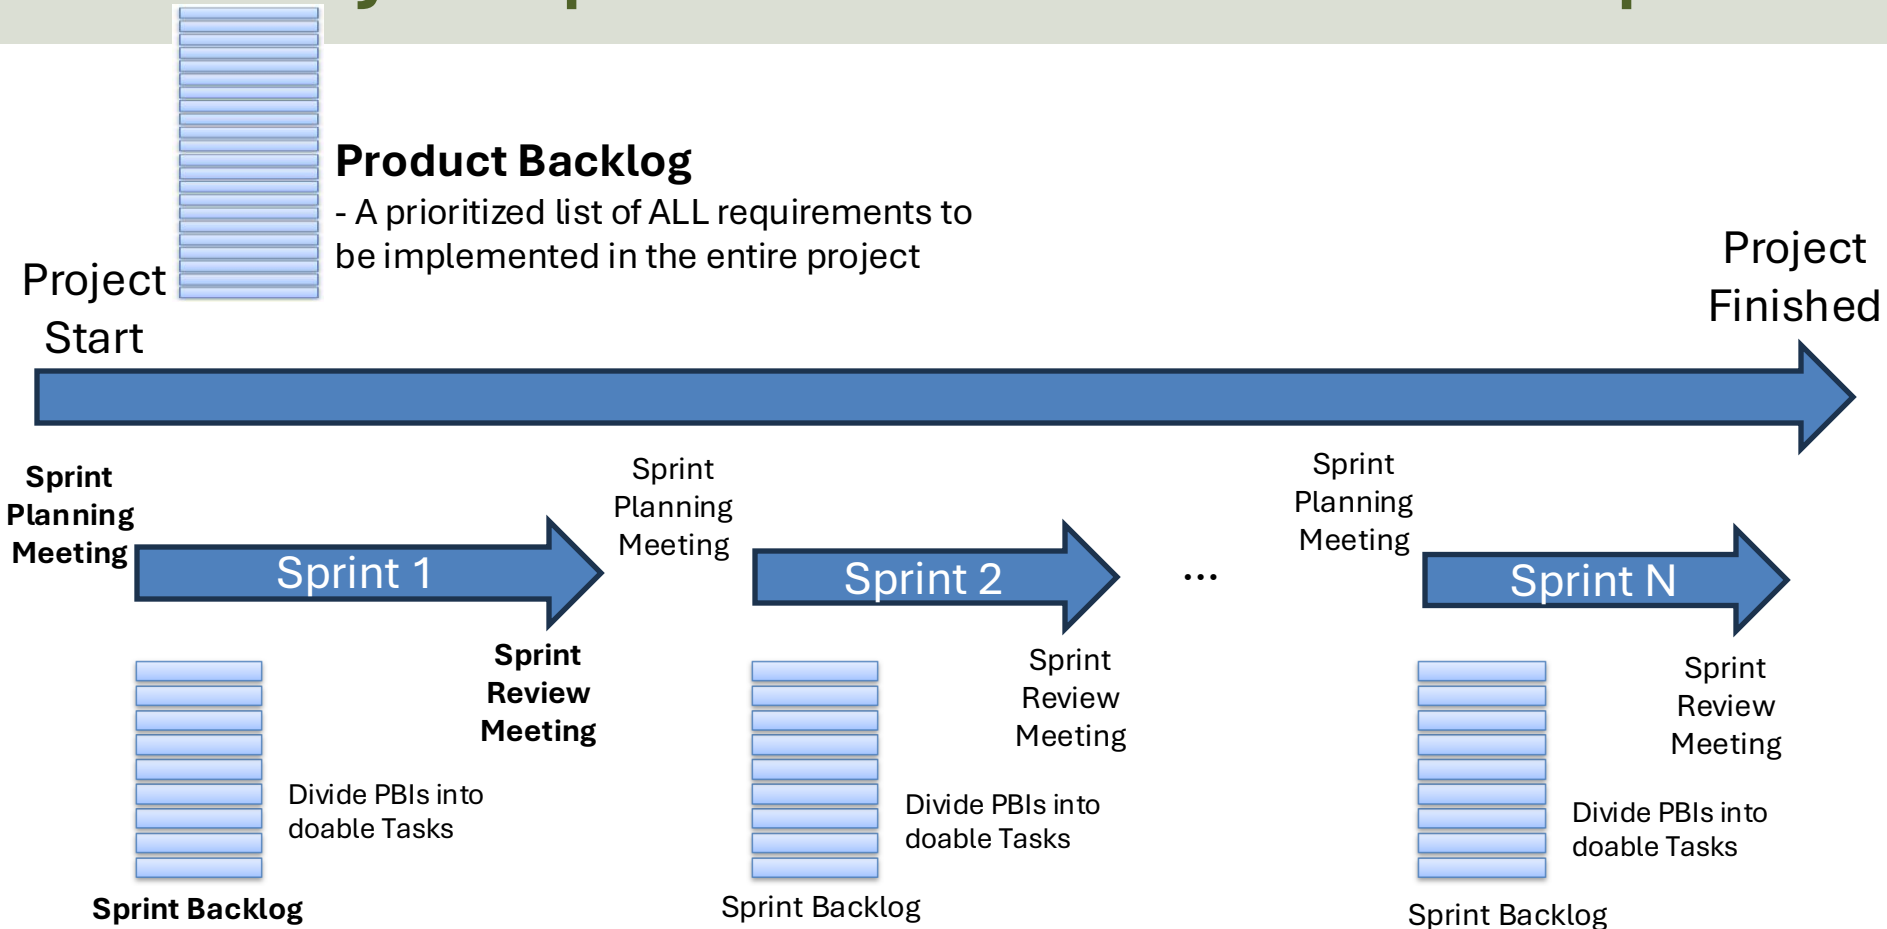 Product Backlog
- A prioritized list of ALL requirements to
be implemented in the entire project
Project
Start
Project
Finished
Sprint
Planning
Meeting
Sprint 1
Sprint
Planning
Meeting
Sprint 2
...
Sprint
Planning
Meeting
Sprint N
Sprint
Review
Meeting
Sprint
Review
Meeting
Sprint
Review
Meeting
Divide PBIs into
doable Tasks
Divide PBIs into
doable Tasks
Divide PBIs into
doable Tasks
Sprint Backlog
Sprint Backlog
Sprint Backlog